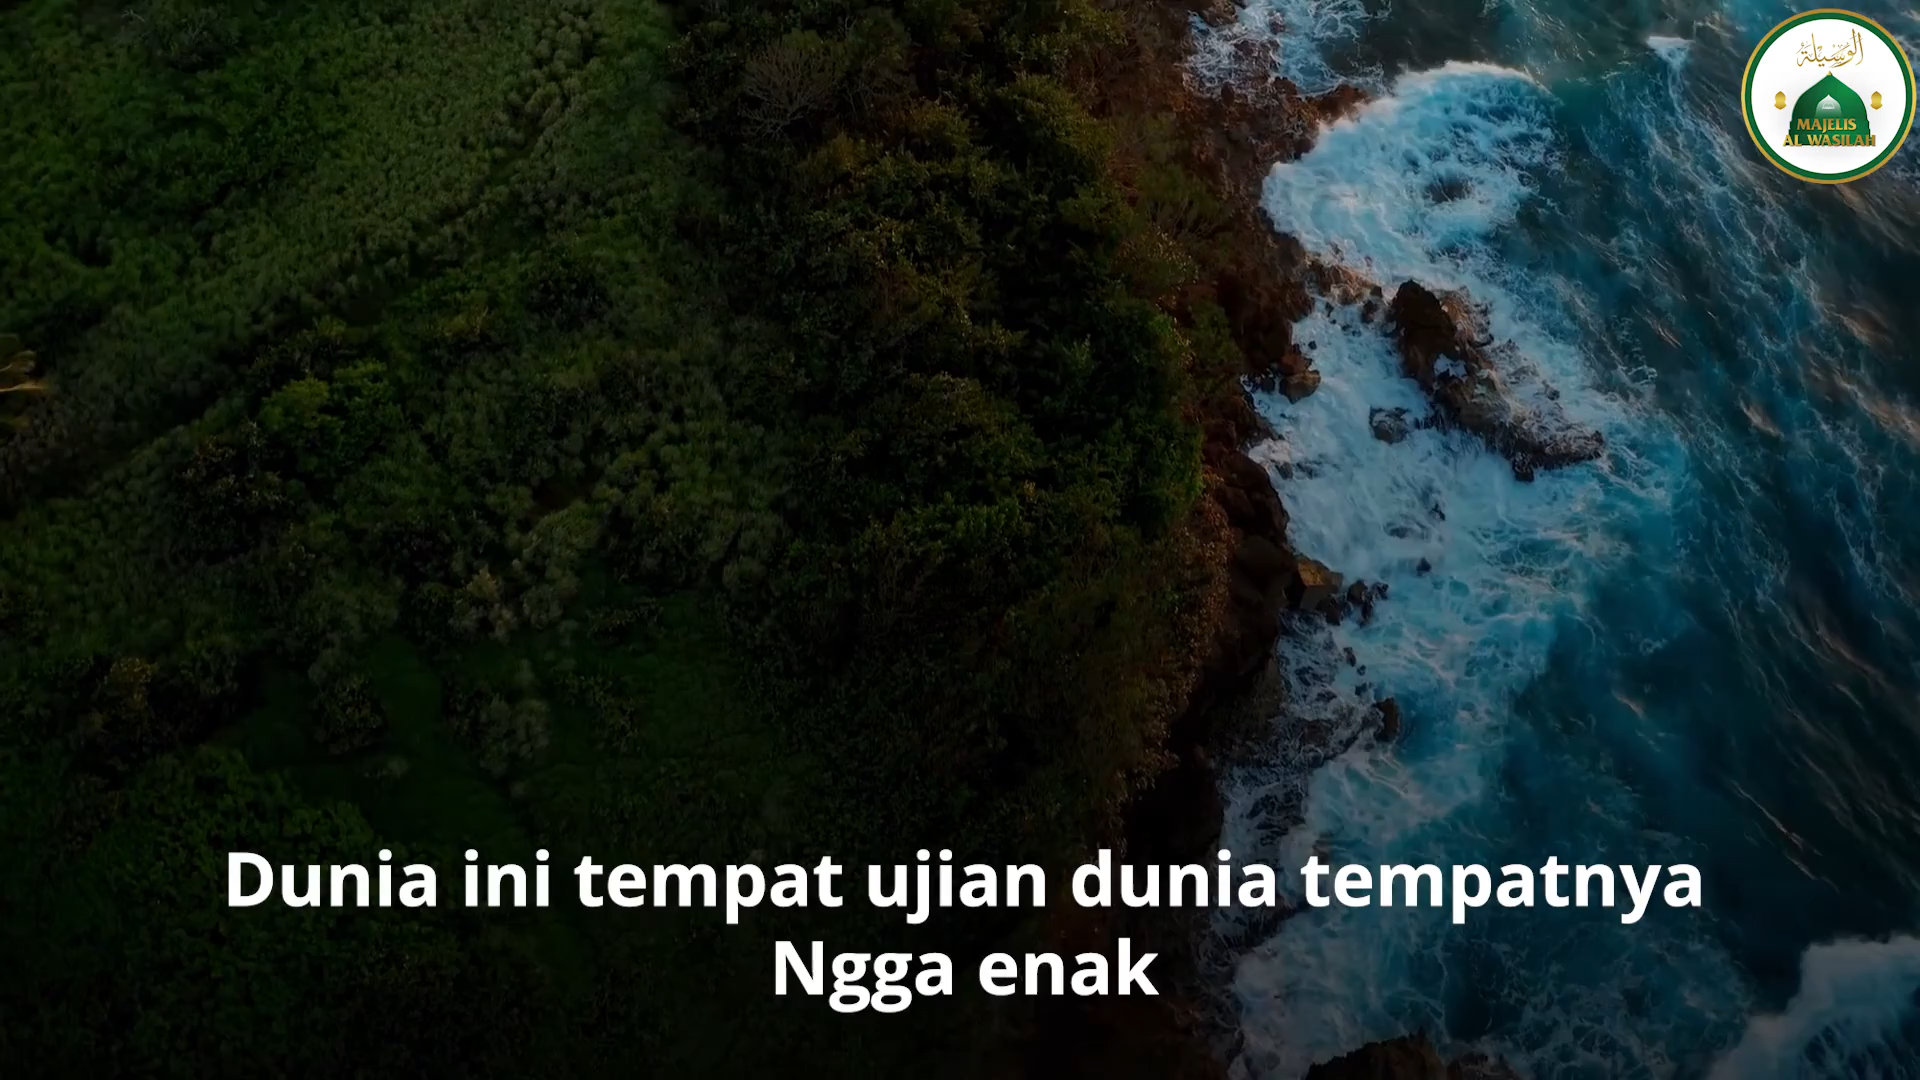 الوسيلة
MAJELIS
AL WASILAH
Dunia ini tempat ujian dunia tempatnya
Ngga enak